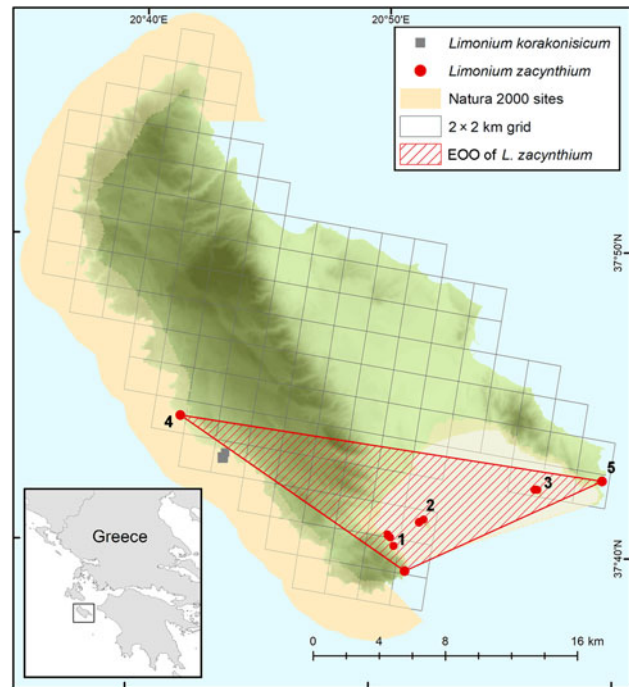 20°40'E
20°50'E
Limonium korakonisicum
Limonium zacynthium
Natura 2000 sites
2 × 2 km grid
EOO of L. zacynthium
37°50'N
4
5
3
2
1
37°40'N
Greece
0 4 8 16 km